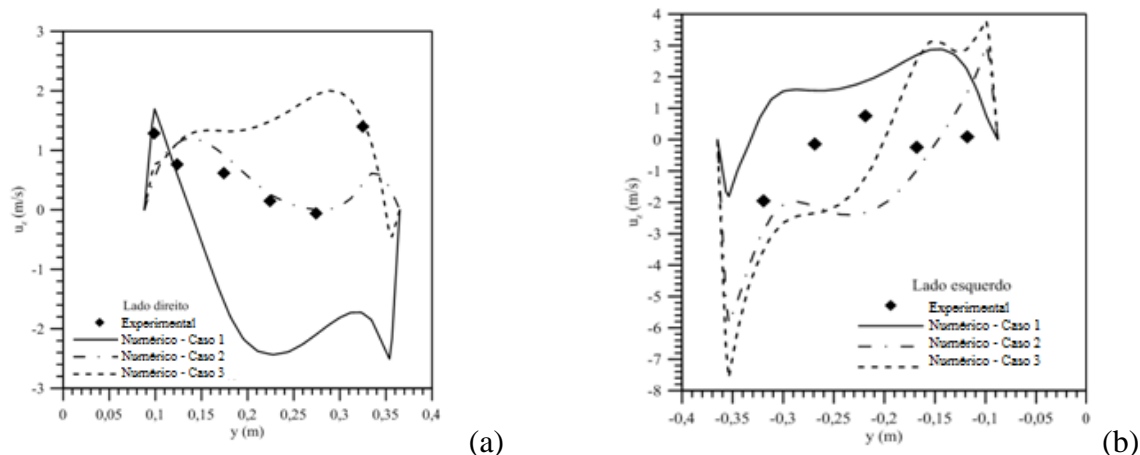 3
2
1
0
-1
-2
-3
u_z (m/s)
Lado direito
Experimental
Numérico - Caso 1
Numérico - Caso 2
Numérico - Caso 3
0
0,05
0,1
0,15
0,2
0,25
0,3
0,35
0,4
y (m)
(a)
4
3
2
1
0
-1
-2
-3
-4
-5
-6
-7
-8
u_z (m/s)
Lado esquerdo
Experimental
Numérico - Caso 1
Numérico - Caso 2
Numérico - Caso 3
-0,4
-0,35
-0,3
-0,25
-0,2
-0,15
-0,1
-0,05
0
y (m)
(b)